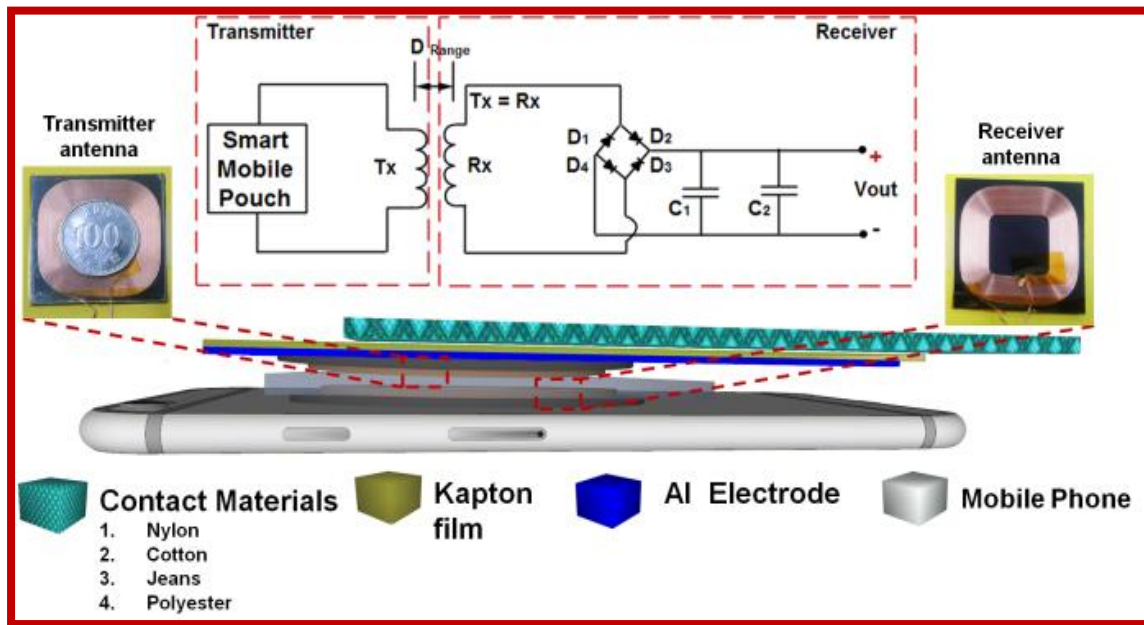 Transmitter
Receiver
D Range
Tx = Rx
Transmitter
antenna
Receiver
antenna
Smart
Mobile
Pouch
Tx
Rx
D1
D2
D4
D3
C1
C2
+
Vout
-
100
Contact Materials
1. Nylon
2. Cotton
3. Jeans
4. Polyester
Kapton
film
Al Electrode
Mobile Phone